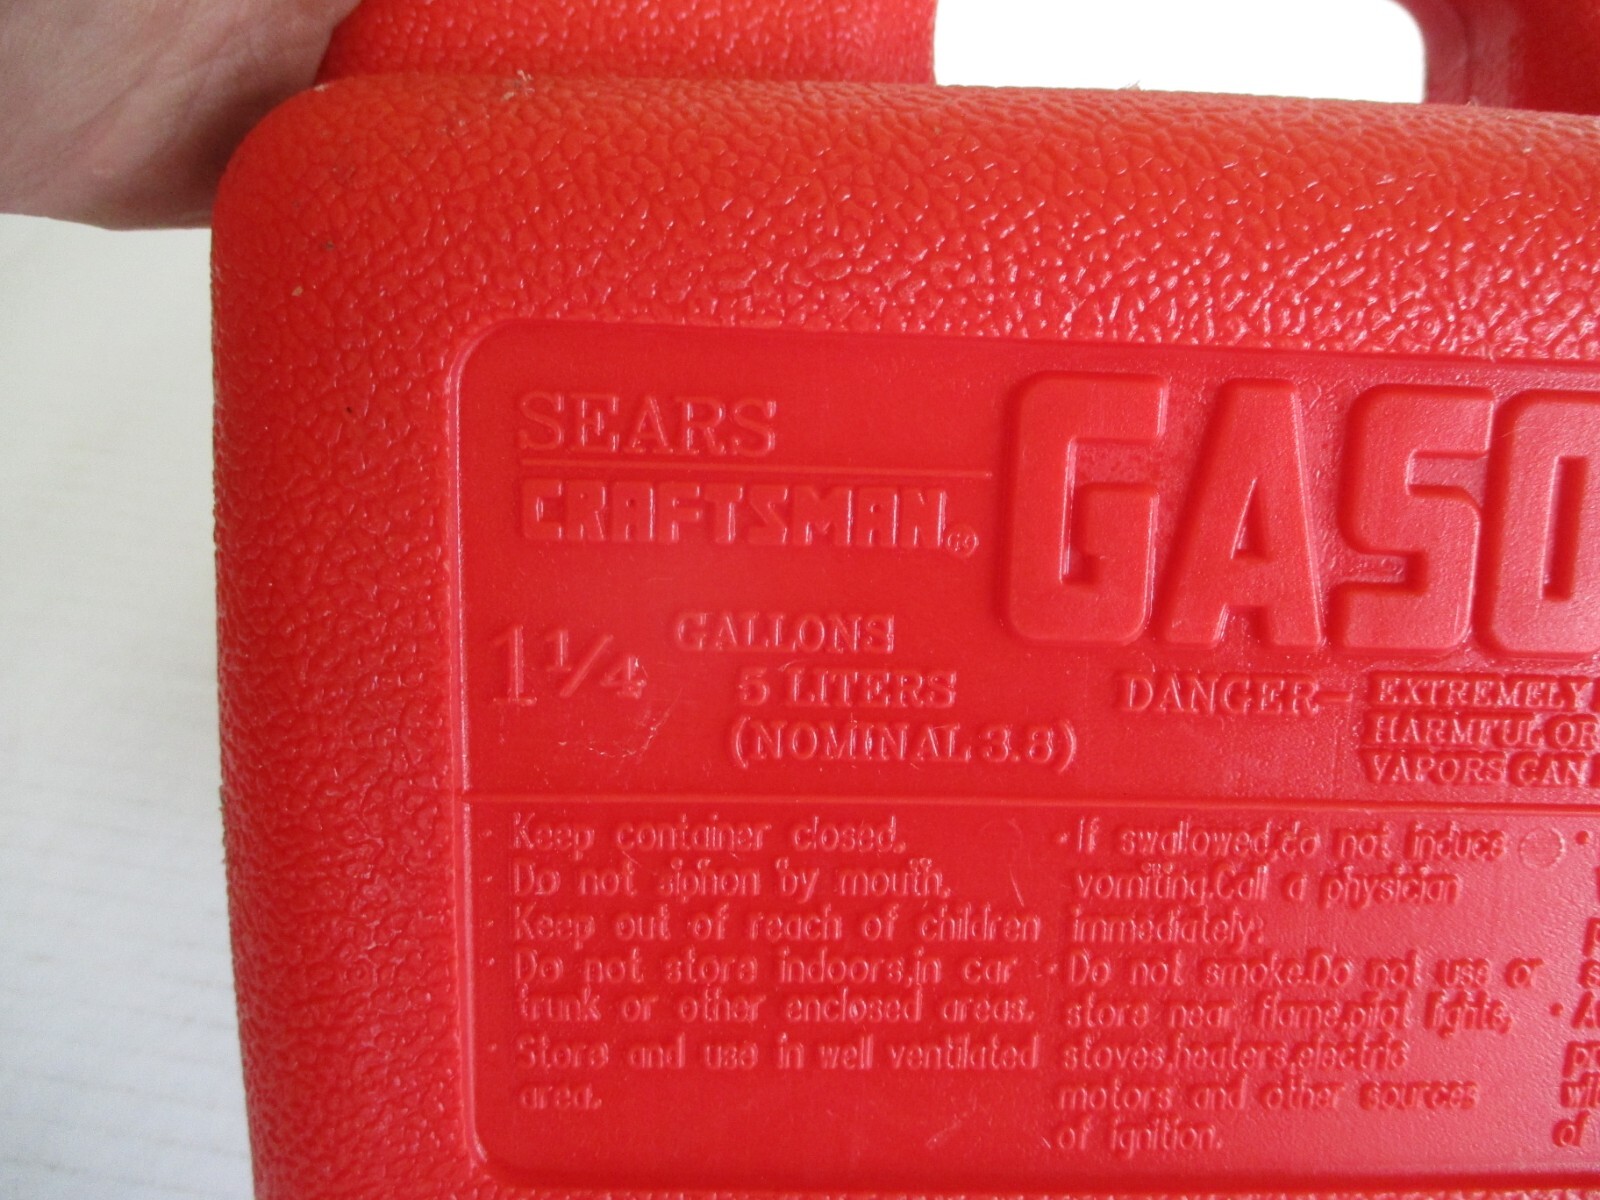 SEARS
CRAFTSMAN®
GASO
1 1/4 GALLONS
5 LITERS
(NOMINAL 3.8)
DANGER- EXTREMELY
HARMFUL OR
VAPORS CAN
· Keep container closed.
· Do not siphon by mouth.
· Keep out of reach of children
· Do not store indoors,in car
trunk or other enclosed areas.
· Store and use in well ventilated
area.
· If swallowed,do not induce
vomiting.Call a physician
immediately.
· Do not smoke.Do not use or
store near flame,pilot lights,
stoves,heaters,electric
motors and other sources
of ignition.